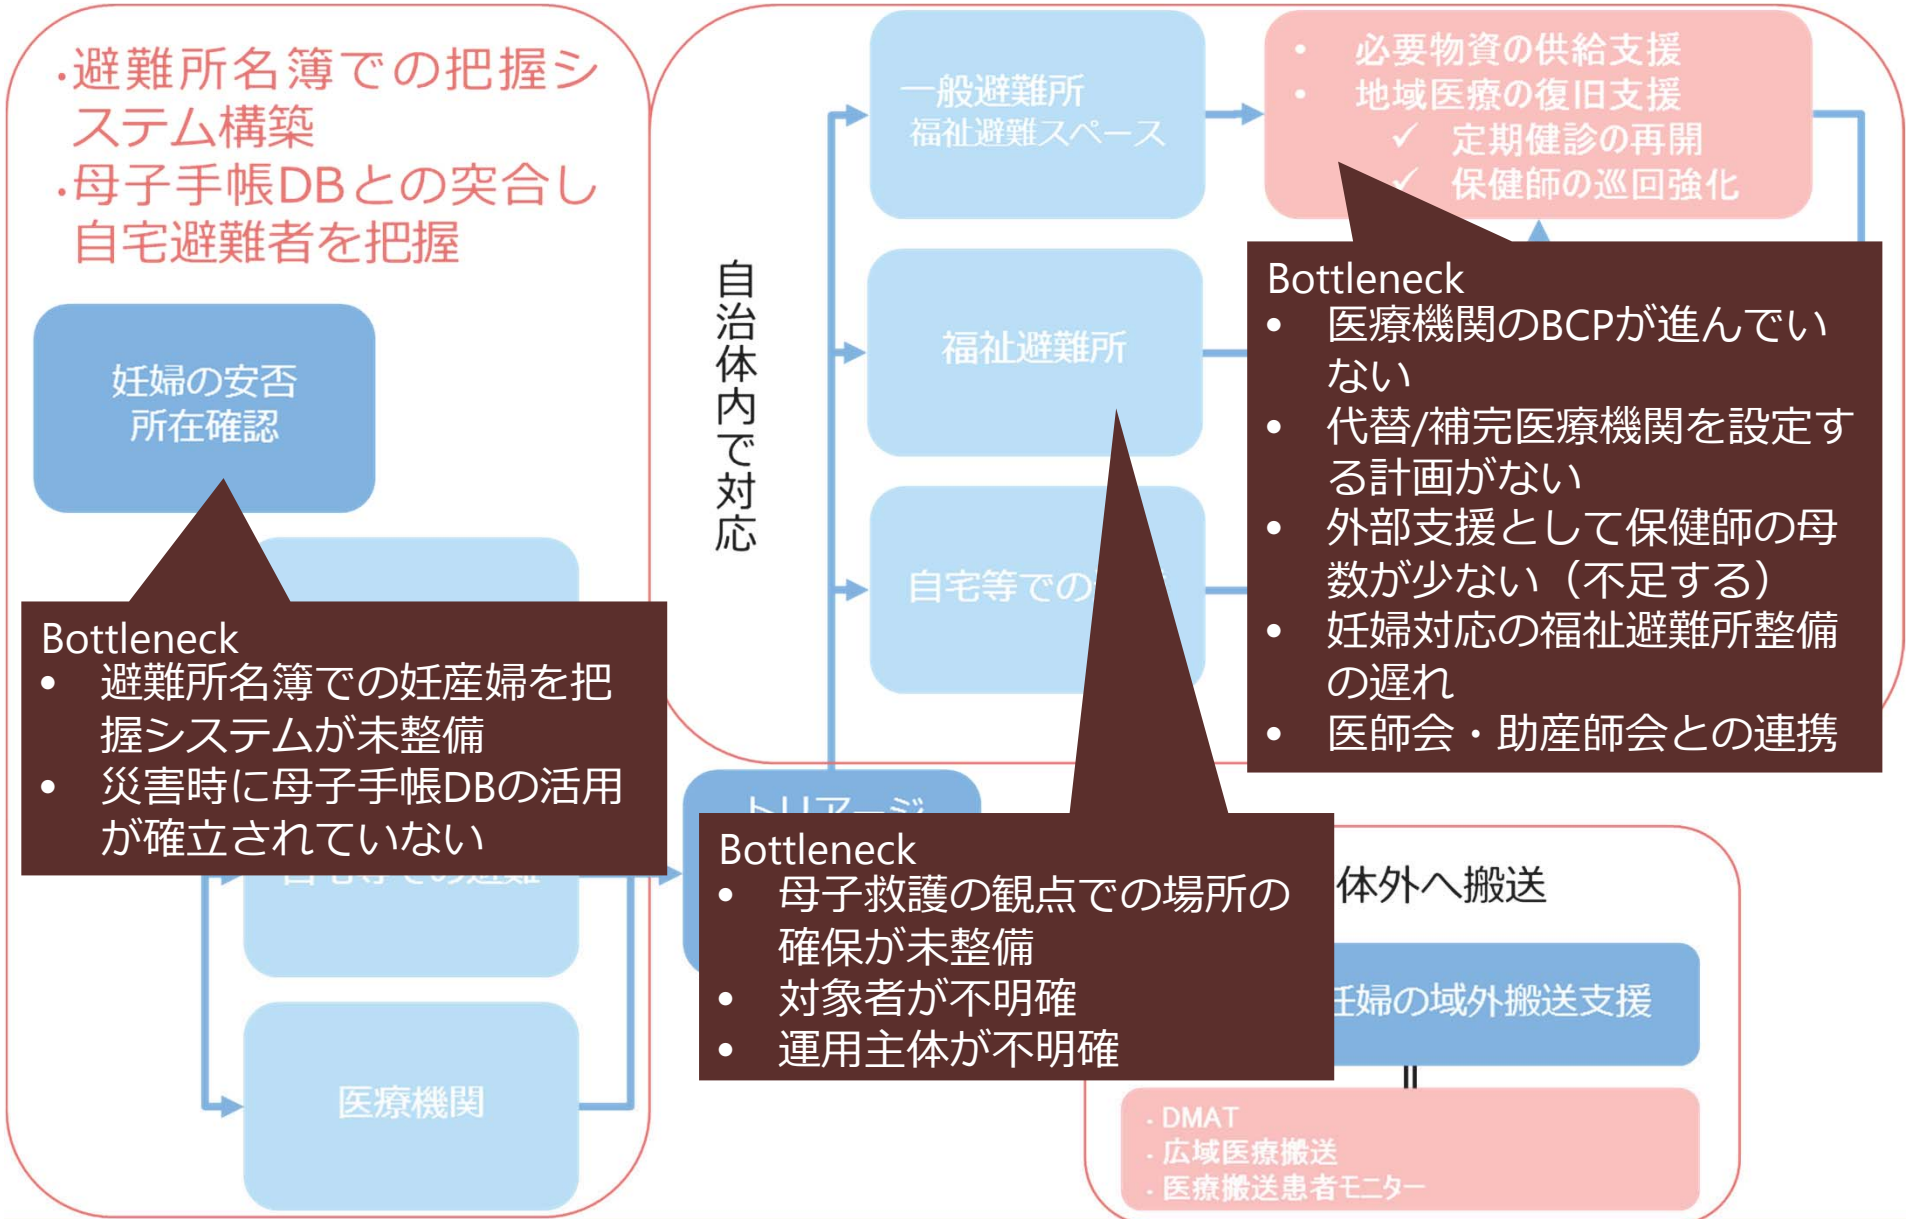 ・避難所名簿での把握シ
ステム構築
・母子手帳DBとの突合し
自宅避難者を把握
妊婦の安否
所在確認
Bottleneck
• 避難所名簿での妊産婦を把
握システムが未整備
• 災害時に母子手帳DBの活用
が確立されていない
自宅等での避難
医療機関
自治体内で対応
一般避難所
福祉避難スペース
福祉避難所
自宅等での
• 必要物資の供給支援
• 地域医療の復旧支援
✓ 定期健診の再開
✓ 保健師の巡回強化
Bottleneck
• 医療機関のBCPが進んでい
ない
• 代替/補完医療機関を設定す
る計画がない
• 外部支援として保健師の母
数が少ない（不足する）
• 妊婦対応の福祉避難所整備
の遅れ
• 医師会・助産師会との連携
トリアージ
Bottleneck
• 母子救護の観点での場所の
確保が未整備
• 対象者が不明確
• 運用主体が不明確
体外へ搬送
妊婦の域外搬送支援
・DMAT
・広域医療搬送
・医療搬送患者モニター